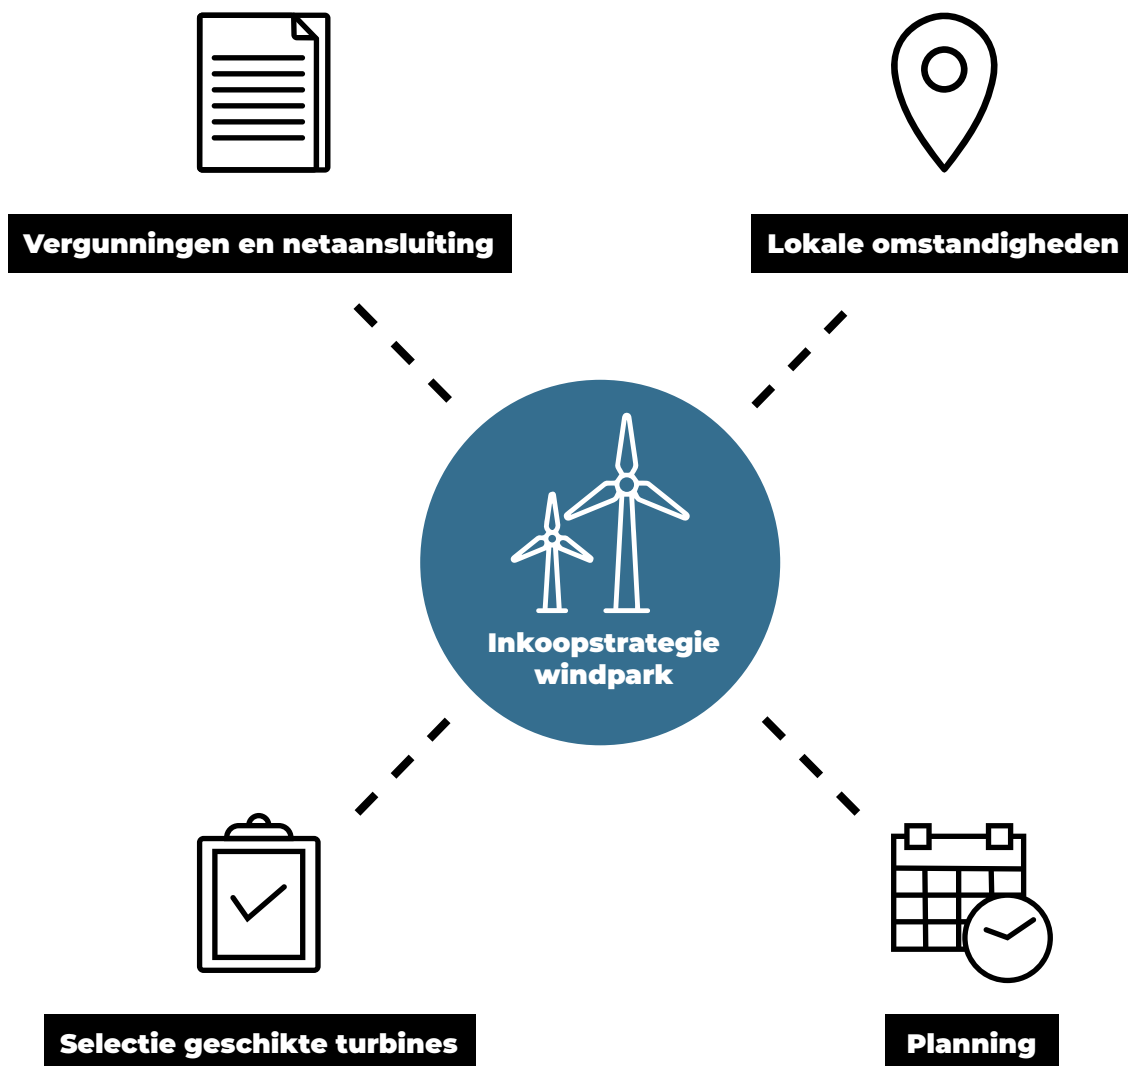 Vergunningen en netaansluiting
Lokale omstandigheden
Inkoopstrategie
windpark
Selectie geschikte turbines
Planning